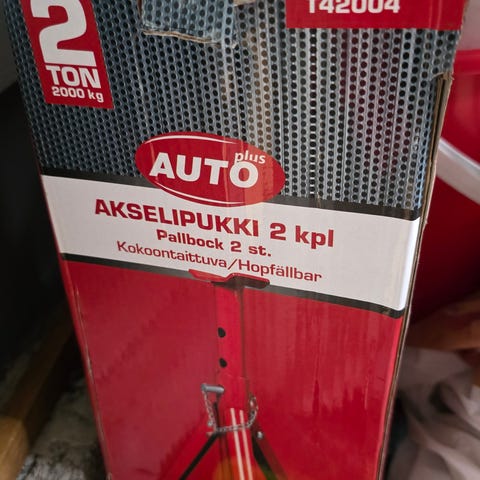 T42004
2
TON
2000 kg
AUTO plus
AKSELIPUKKI 2 kpl
Pallbock 2 st.
Kokoontaittuva/Hopfällbar